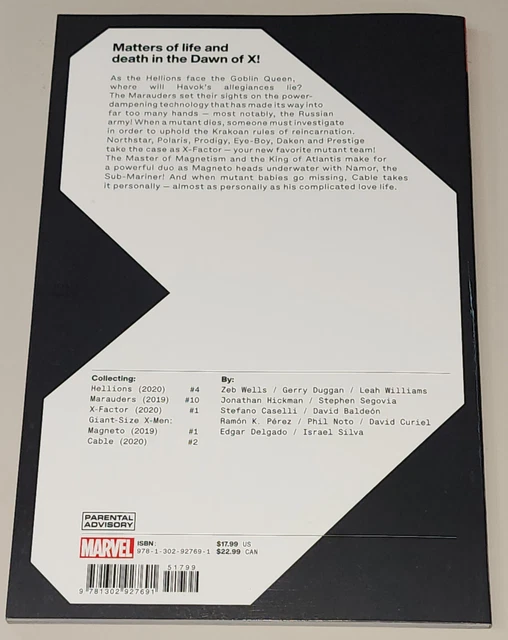 Matters of life and
death in the Dawn of X!
As the Hellions face the Goblin Queen,
where will Havok's allegiances lie?
The Marauders set their sights on the power-
dampening technology that has made its way into
far too many hands — most notably, the Russian
army! When a mutant dies, someone must investigate
in order to uphold the Krakoan rules of reincarnation.
Northstar, Polaris, Prodigy, Eye-Boy, Daken and Prestige
take the case as X-Factor — your new favorite mutant team!
The Master of Magnetism and the King of Atlantis make for
a powerful duo as Magneto heads underwater with Namor, the
Sub-Mariner! And when mutant babies go missing, Cable takes
it personally — almost as personally as his complicated love life.
Collecting:
Hellions (2020) #4
Marauders (2019) #10
X-Factor (2020) #1
Giant-Size X-Men:
Magneto (2019) #1
Cable (2020) #2
By:
Zeb Wells / Gerry Duggan / Leah Williams
Jonathan Hickman / Stephen Segovia
Stefano Caselli / David Baldeón
Ramón K. Pérez / Phil Noto / David Curiel
Edgar Delgado / Israel Silva
PARENTAL
ADVISORY
MARVEL
ISBN:
978-1-302-92769-1
$17.99 US
$22.99 CAN
51799
9 781302 927691